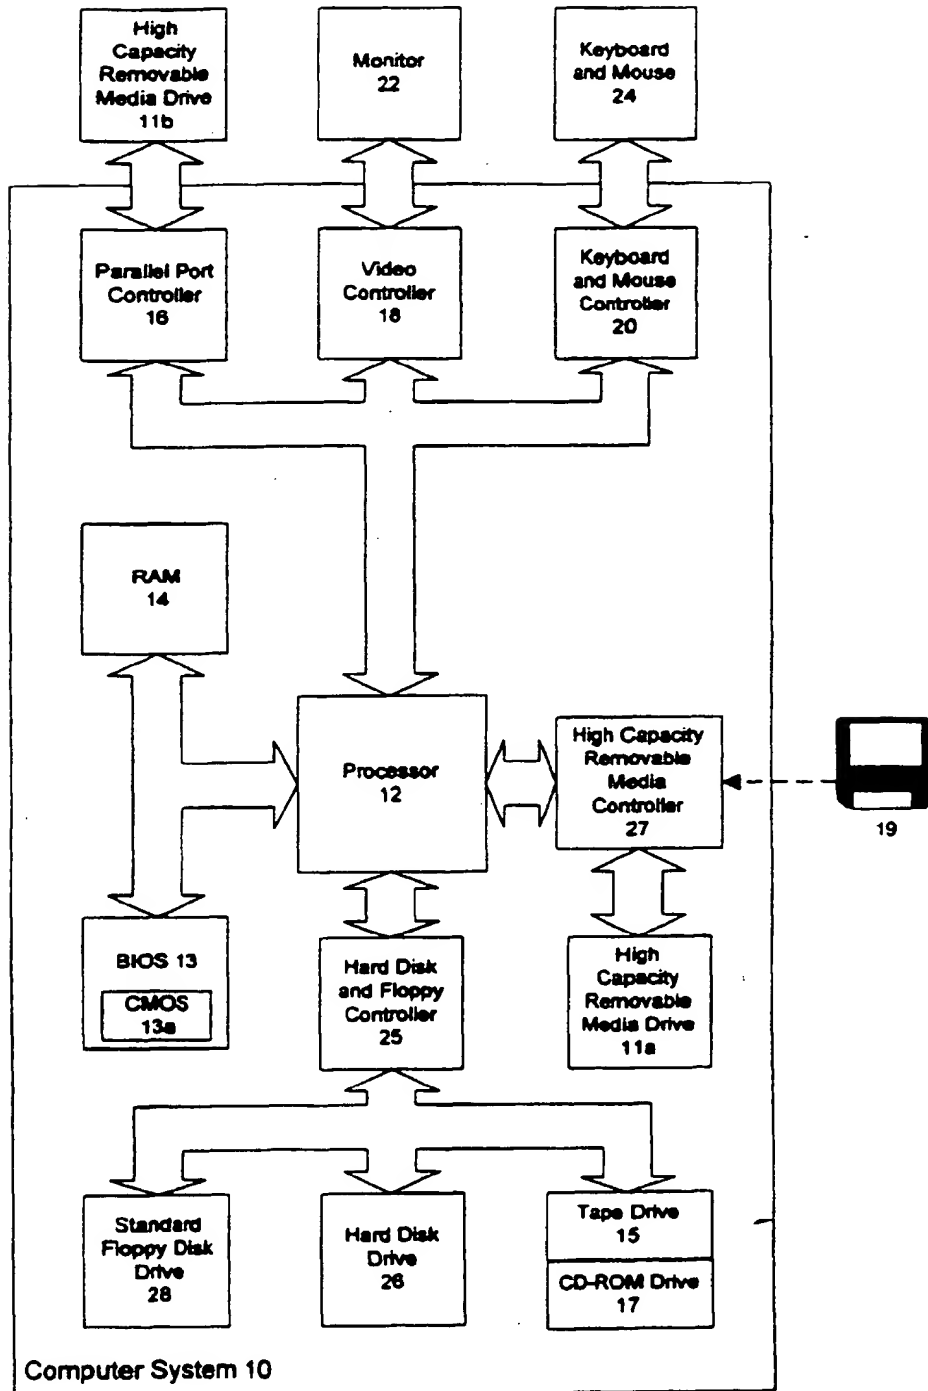 High
Capacity
Removable
Media Drive
11b
Monitor
22
Keyboard
and Mouse
24
Parallel Port
Controller
16
Video
Controller
18
Keyboard
and Mouse
Controller
20
RAM
14
Processor
12
High Capacity
Removable
Media
Controller
27
19
BIOS 13
CMOS
13a
Hard Disk
and Floppy
Controller
25
High
Capacity
Removable
Media Drive
11a
Standard
Floppy Disk
Drive
28
Hard Disk
Drive
26
Tape Drive
15
CD-ROM Drive
17
Computer System 10